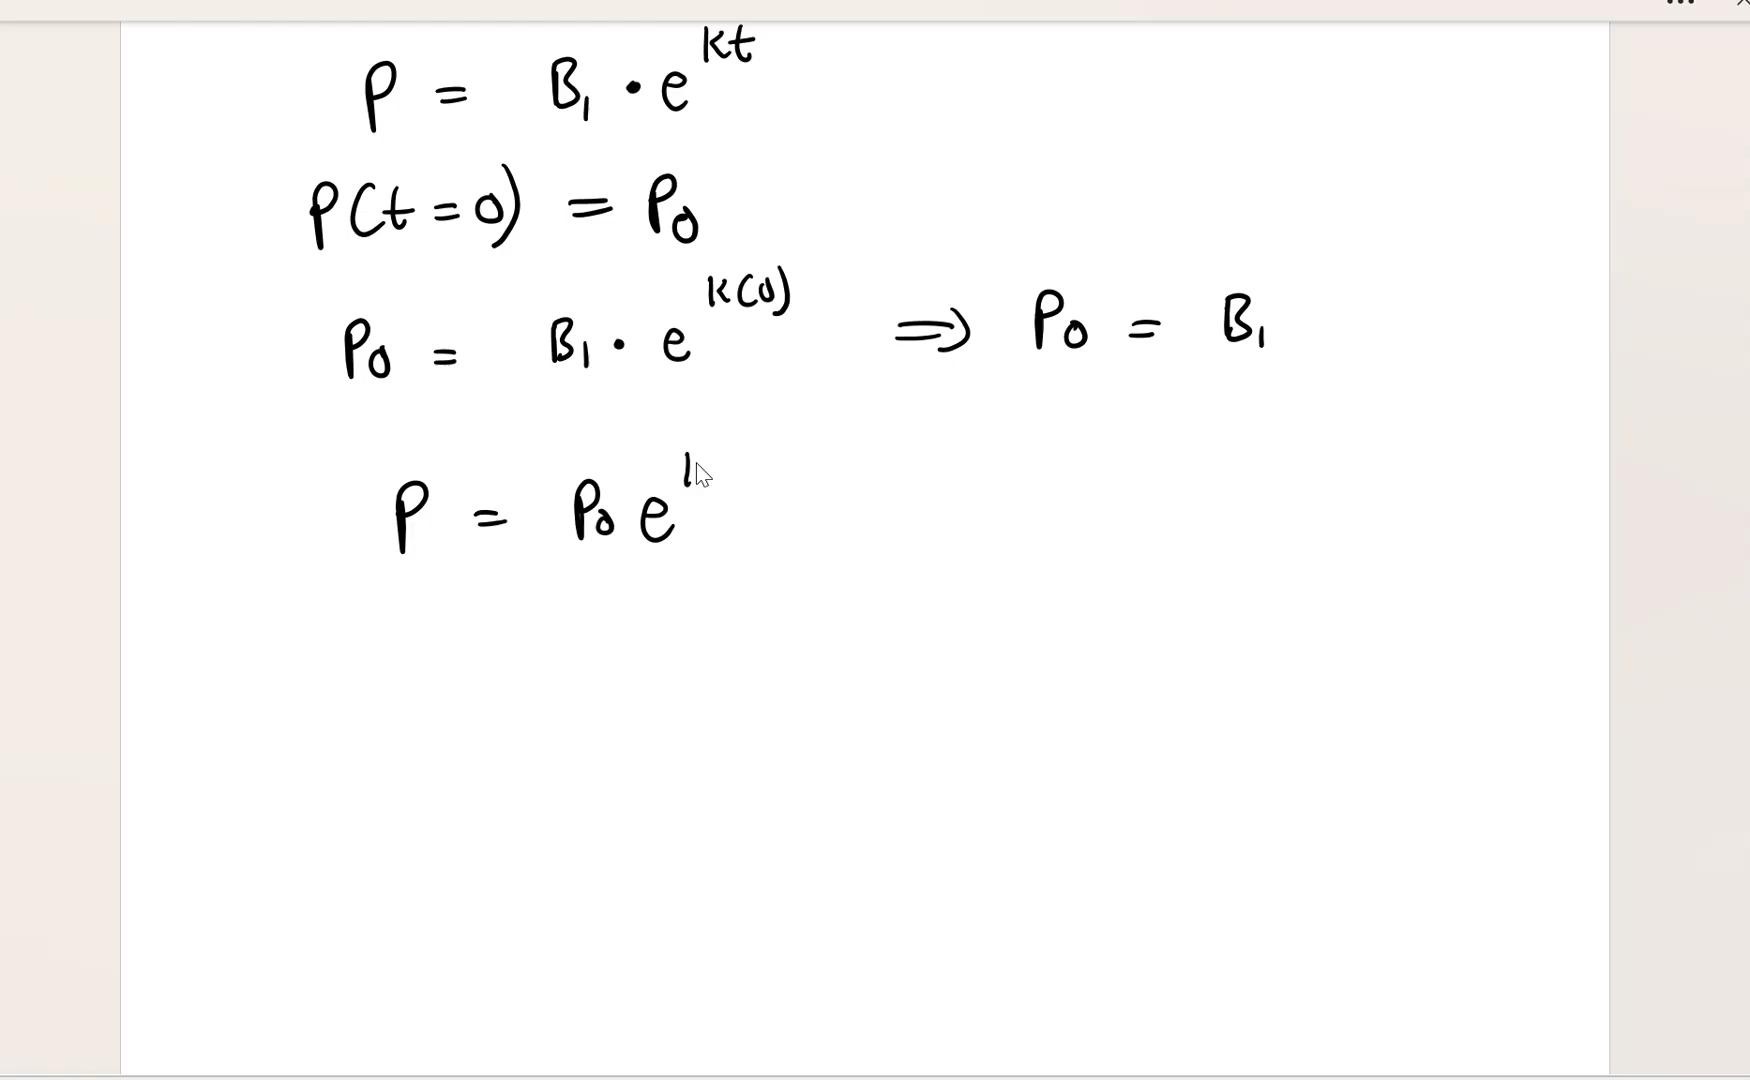 P = B₁ · e^{kt}
P(t = 0) = P₀
P₀ = B₁ · e^{k(0)} ⇒ P₀ = B₁
P = P₀ e^{l}